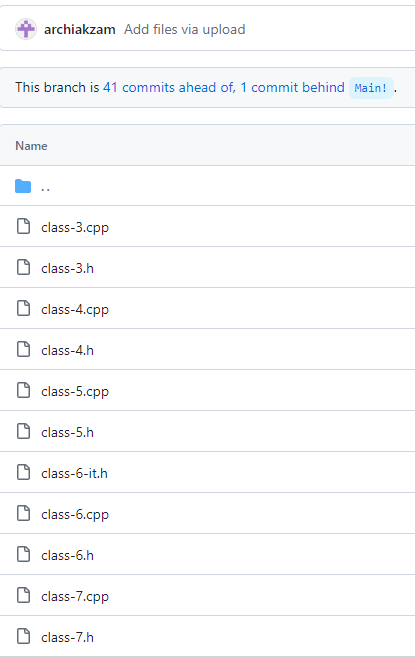 archiakzam Add files via upload
This branch is 41 commits ahead of, 1 commit behind Main! .
Name
..
class-3.cpp
class-3.h
class-4.cpp
class-4.h
class-5.cpp
class-5.h
class-6-it.h
class-6.cpp
class-6.h
class-7.cpp
class-7.h